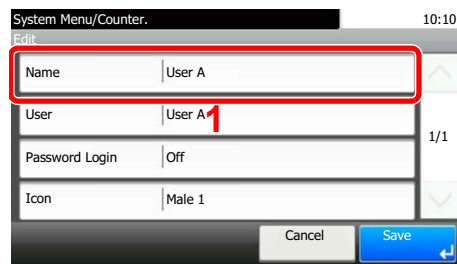 System Menu/Counter. 10:10
Edit
Name User A
User User A 1
1/1
Password Login Off
Icon Male 1
Cancel Save